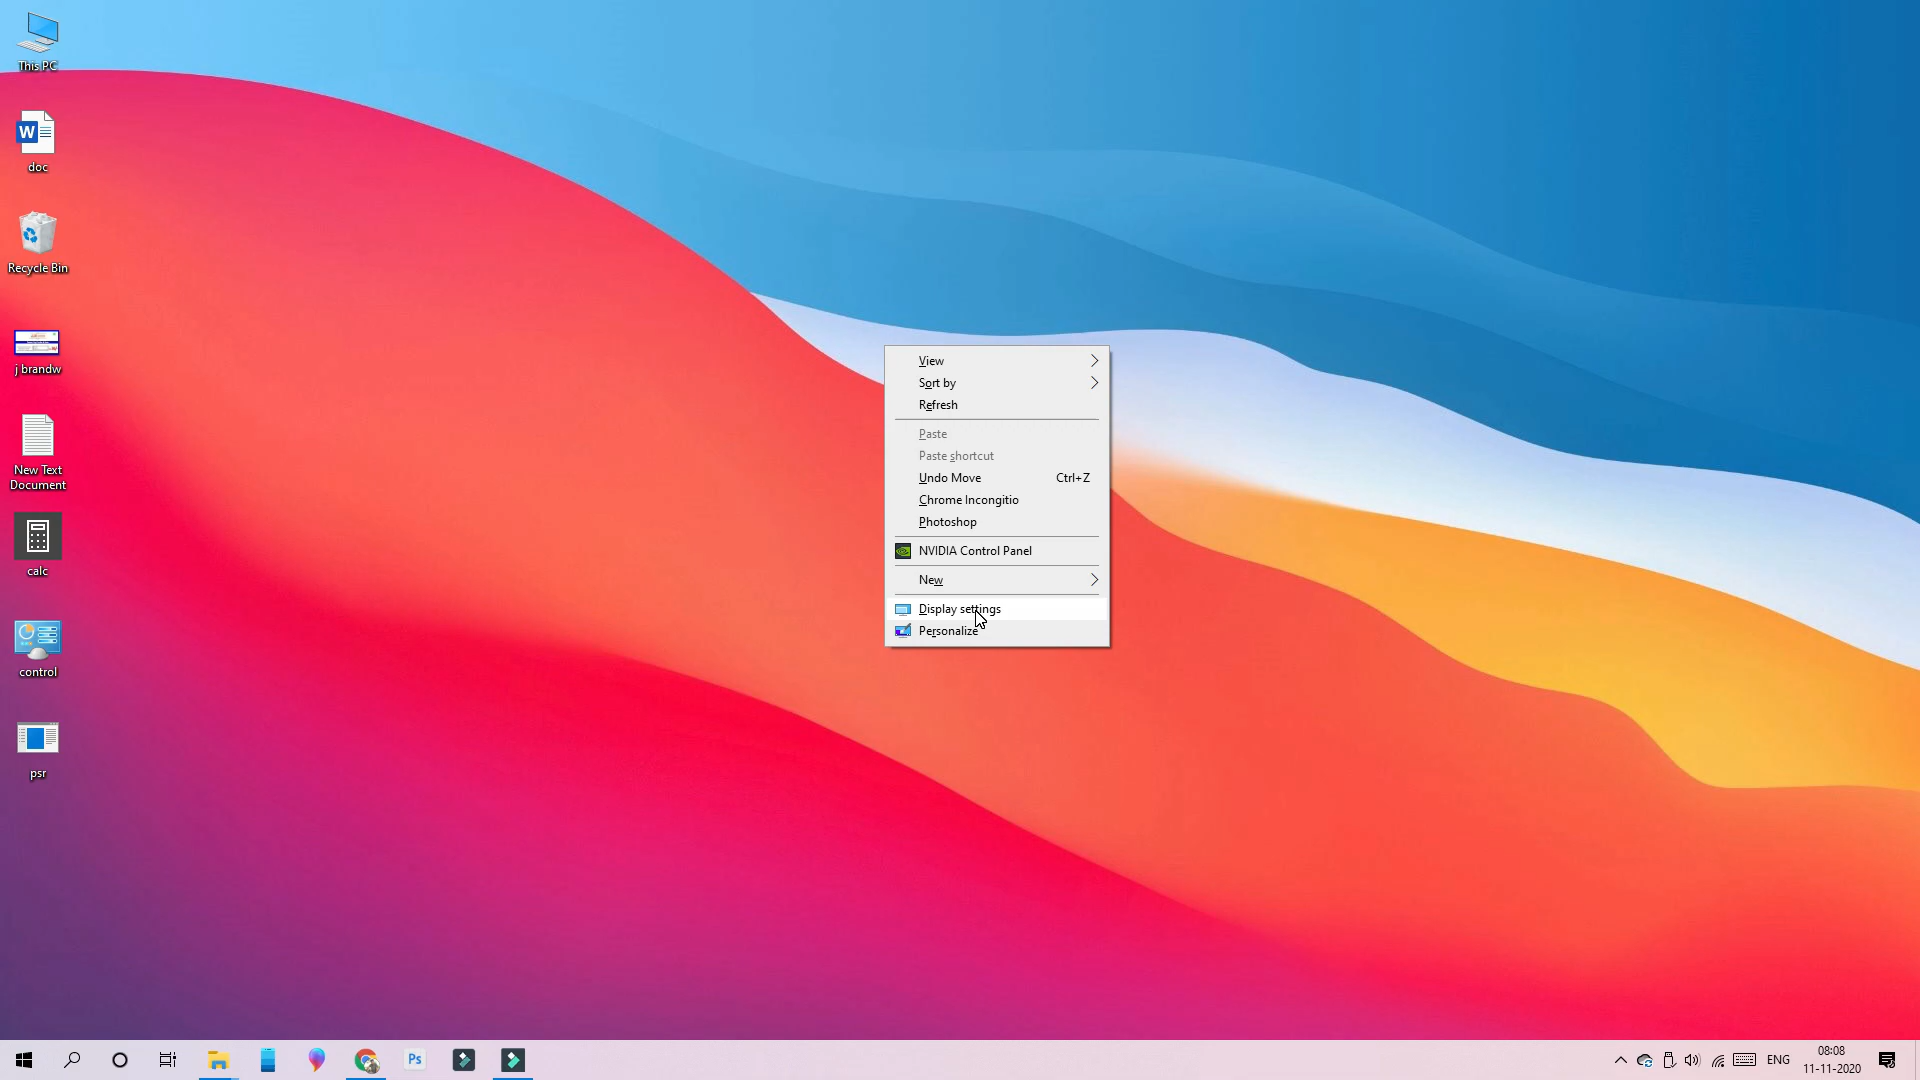 This PC
doc
Recycle Bin
j brandw
New Text
Document
calc
control
psr
View
Sort by
Refresh
Paste
Paste shortcut
Undo Move Ctrl+Z
Chrome Incongitio
Photoshop
NVIDIA Control Panel
New
Display settings
Personalize
Ps
ENG
08:08
11-11-2020